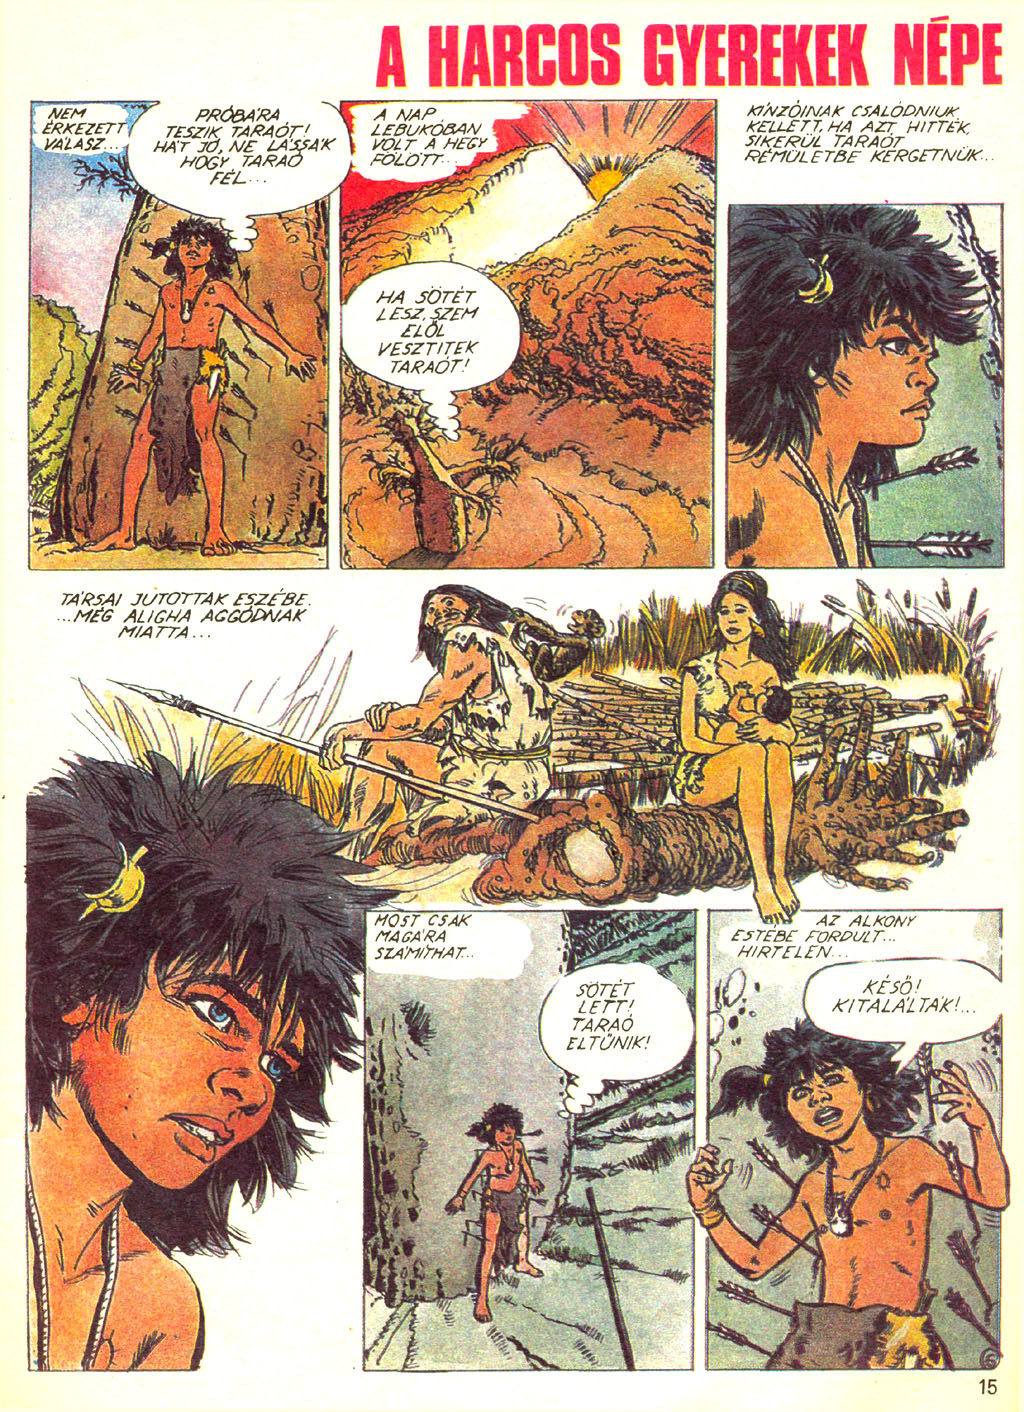 A HARCOS GYEREKEK NÉPE
NEM
ÉRKEZETT
VÁLASZ...
PRÓBÁRA
TESZIK TARAÓT!
HÁT JÓ, NE LÁSSÁK
HOGY TARAÓ
FÉL...
A NAP
LEBUKÓBAN
VOLT A HEGY
FÖLÖTT...
HA SÖTÉT
LESZ, SZEM
ELŐL
VESZTITEK
TARAÓT!
KÍNZÓINAK CSALÓDNIUK
KELLETT, HA AZT HITTÉK,
SIKERÜL TARAÓT
RÉMÜLETBE KERGETNÜK...
TÁRSAI JUTOTTAK ESZÉBE.
...MÉG ALIGHA AGGÓDNAK
MIATTA...
MOST CSAK
MAGÁRA
SZÁMÍTHAT...
SÖTÉT
LETT!
TARAÓ
ELTŰNIK!
AZ ALKONY
ESTÉBE FORDULT...
HIRTELEN...
KÉSŐ!
KITALÁLTÁK!...
15